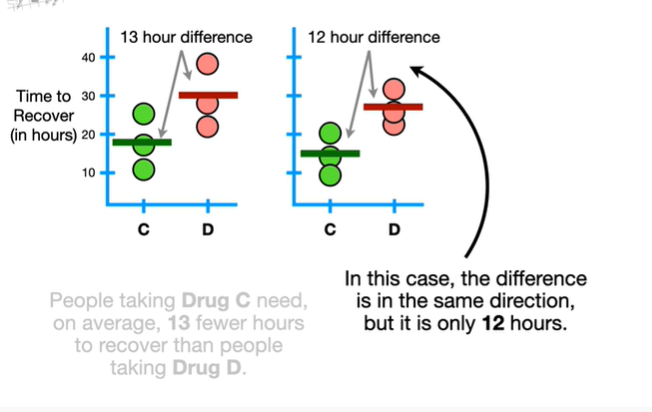 13 hour difference
12 hour difference
40
30
20
10
Time to
Recover
(in hours)
C
D
C
D
People taking Drug C need,
on average, 13 fewer hours
to recover than people
taking Drug D.
In this case, the difference
is in the same direction,
but it is only 12 hours.